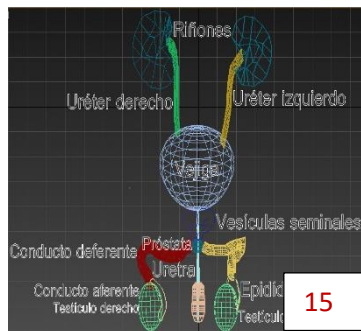 Riñones
Uréter derecho
Uréter izquierdo
Vejiga
Vesículas seminales
Próstata
Conducto deferente
Uretra
Conducto aferente
Testículo derecho
15